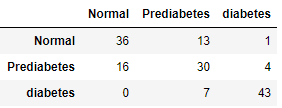 Normal Prediabetes diabetes
Normal 36 13 1
Prediabetes 16 30 4
diabetes 0 7 43